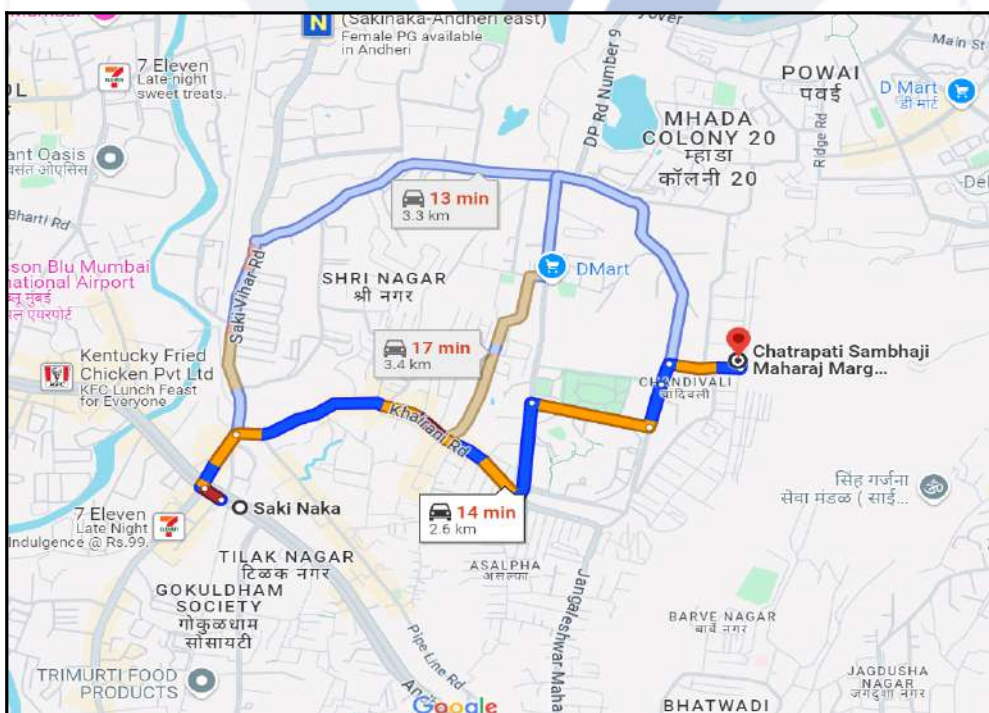 (Sakinaka-Andheri east)
Female PG available
in Andheri
N
7 Eleven
Late night
sweet treats.
DP Rd Number 9
Main St
POWAI
पवई
D Mart
डी मार्ट
MHADA
COLONY 20
म्हाडा
कॉलनी 20
Ridge Rd
ant Oasis
वसंत ओएसिस
Bharti Rd
13 min
3.3 km
sson Blu Mumbai
national Airport
Saki Vihar Rd
SHRI NAGAR
श्री नगर
DMart
17 min
3.4 km
Kentucky Fried
Chicken Pvt Ltd
KFC Lunch Feast
for Everyone
Chatrapati Sambhaji
Maharaj Marg...
CHANDIVALI
Khairani Rd
सिंह गर्जना
सेवा मंडळ ( साई...
Saki Naka
14 min
2.6 km
7 Eleven
Late Night
Indulgence @ Rs.99.
TILAK NAGAR
टिळक नगर
ASALPHA
असल्फा
GOKULDHAM
SOCIETY
गोकुळधाम
सोसायटी
Jangaleshwar Maha
BARVE NAGAR
बार्वे नगर
Pipe Line Rd
TRIMURTI FOOD
PRODUCTS
JAGDUSHA
NAGAR
जगदुशा नगर
Google
BHATWADI